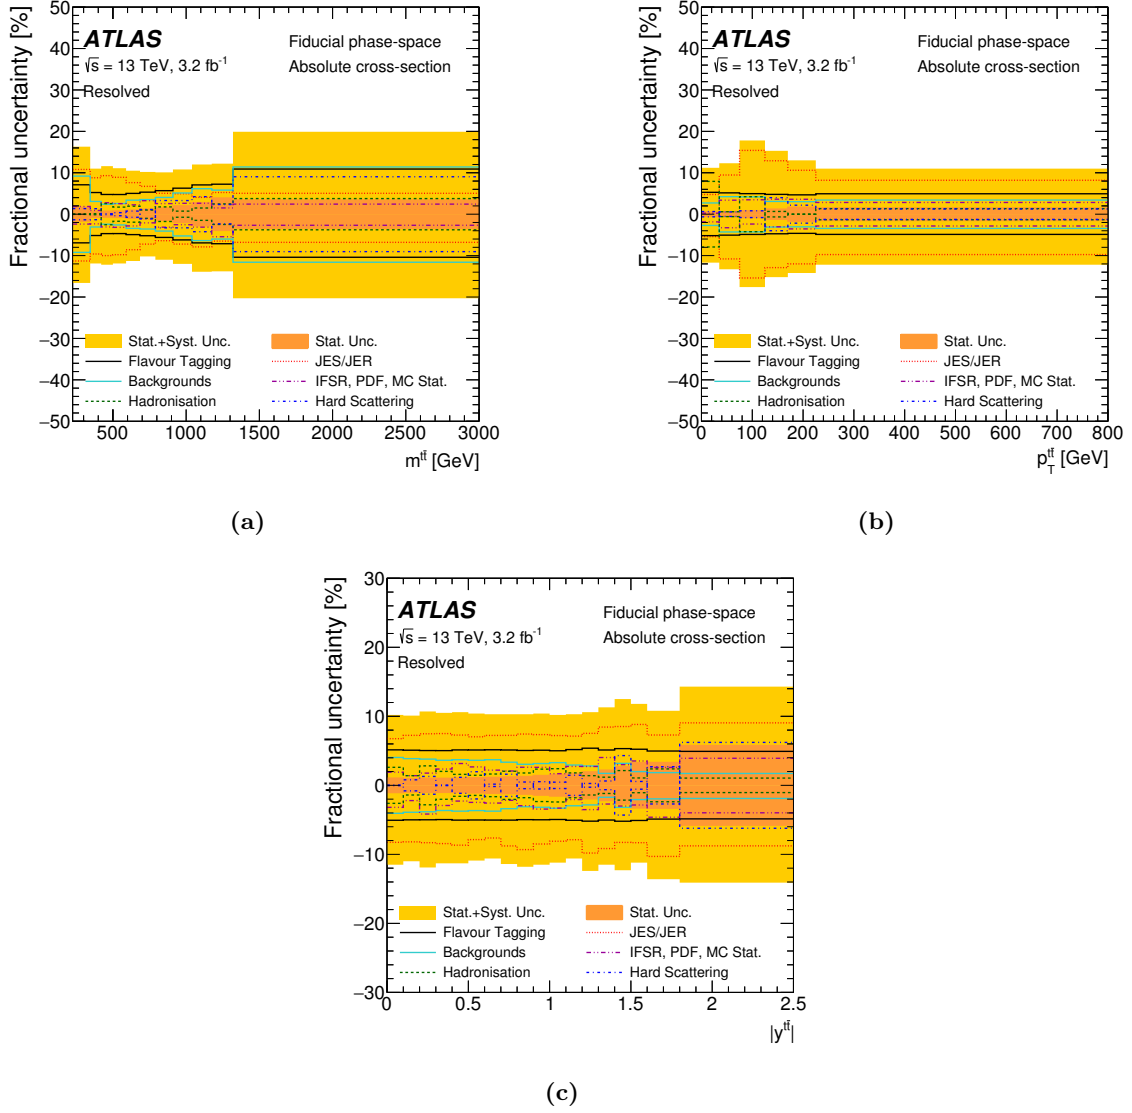 Fractional uncertainty [%]
50
40
30
20
10
0
−10
−20
−30
−40
−50
ATLAS
Fiducial phase-space
√s = 13 TeV, 3.2 fb⁻¹
Absolute cross-section
Resolved
Stat.+Syst. Unc.
Stat. Unc.
Flavour Tagging
JES/JER
Backgrounds
IFSR, PDF, MC Stat.
Hadronisation
Hard Scattering
500 1000 1500 2000 2500 3000
m^{tt̄} [GeV]
(a)
Fractional uncertainty [%]
50
40
30
20
10
0
−10
−20
−30
−40
−50
ATLAS
Fiducial phase-space
√s = 13 TeV, 3.2 fb⁻¹
Absolute cross-section
Resolved
Stat.+Syst. Unc.
Stat. Unc.
Flavour Tagging
JES/JER
Backgrounds
IFSR, PDF, MC Stat.
Hadronisation
Hard Scattering
0 100 200 300 400 500 600 700 800
p_T^{tt̄} [GeV]
(b)
Fractional uncertainty [%]
30
20
10
0
−10
−20
−30
ATLAS
Fiducial phase-space
√s = 13 TeV, 3.2 fb⁻¹
Absolute cross-section
Resolved
Stat.+Syst. Unc.
Stat. Unc.
Flavour Tagging
JES/JER
Backgrounds
IFSR, PDF, MC Stat.
Hadronisation
Hard Scattering
0 0.5 1 1.5 2 2.5
|y^{tt̄}|
(c)